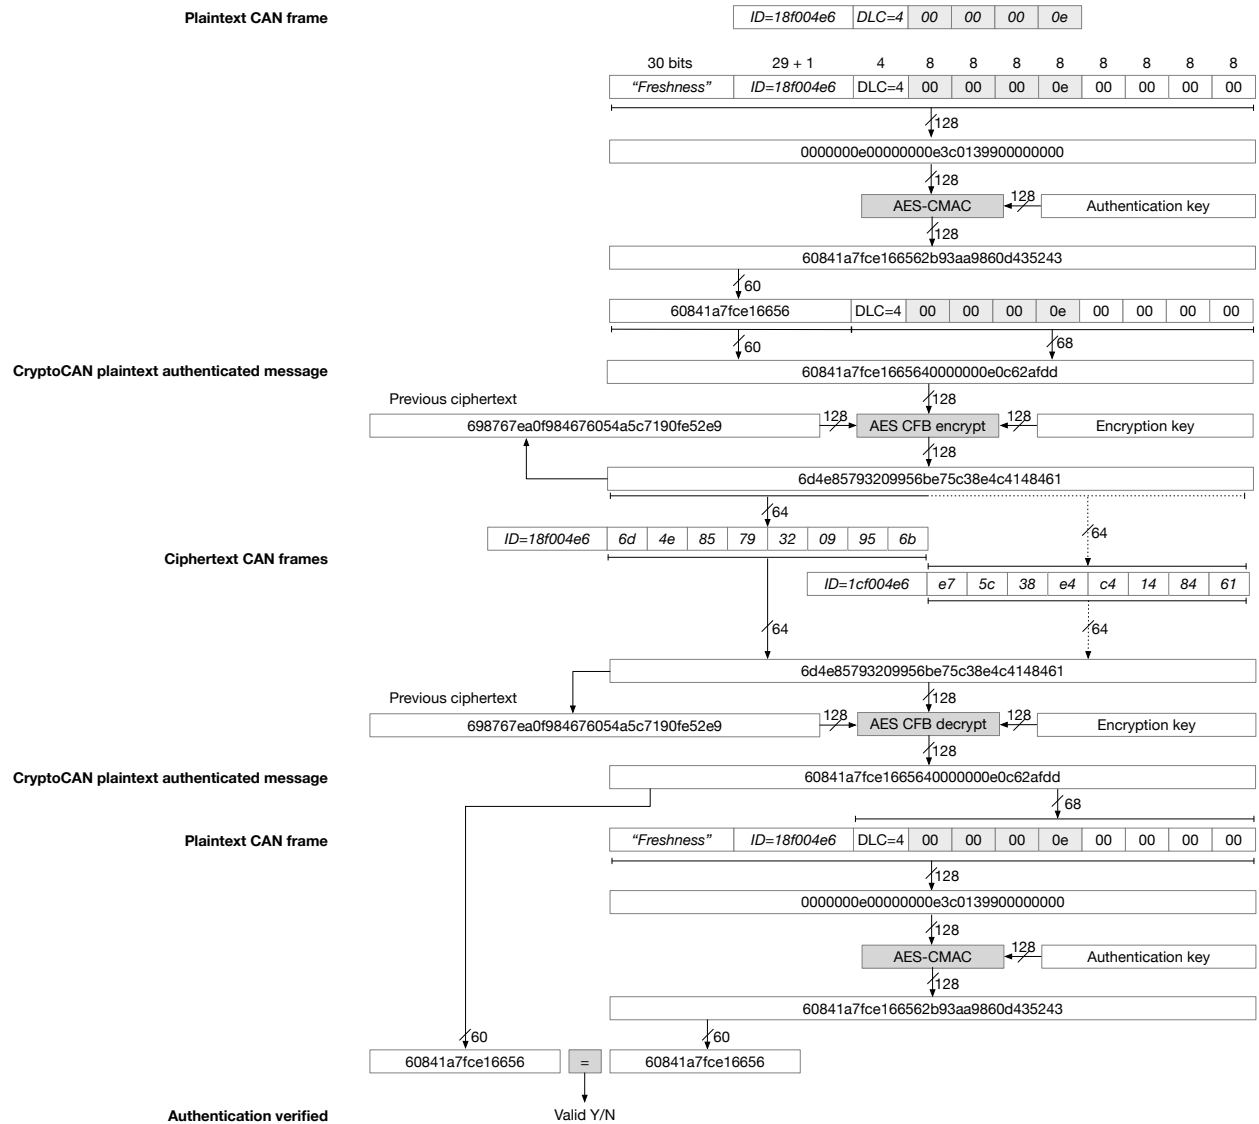 Plaintext CAN frame ID=18f004e6 DLC=4 00 00 00 0e
30 bits 29 + 1 4 8 8 8 8 8 8 8 8
“Freshness” ID=18f004e6 DLC=4 00 00 00 0e 00 00 00 00
128
0000000e00000000e3c0139900000000
128
AES-CMAC 128 Authentication key
128
60841a7fce166562b93aa9860d435243
60
60841a7fce16656 DLC=4 00 00 00 0e 00 00 00 00
60 68
CryptoCAN plaintext authenticated message 60841a7fce1665640000000e0c62afdd
Previous ciphertext 128
698767ea0f984676054a5c7190fe52e9 128 AES CFB encrypt 128 Encryption key
128
6d4e85793209956be75c38e4c4148461
64
64
Ciphertext CAN frames ID=18f004e6 6d 4e 85 79 32 09 95 6b
ID=1cf004e6 e7 5c 38 e4 c4 14 84 61
64 64
6d4e85793209956be75c38e4c4148461
Previous ciphertext 128
698767ea0f984676054a5c7190fe52e9 128 AES CFB decrypt 128 Encryption key
128
CryptoCAN plaintext authenticated message 60841a7fce1665640000000e0c62afdd
68
Plaintext CAN frame “Freshness” ID=18f004e6 DLC=4 00 00 00 0e 00 00 00 00
128
0000000e00000000e3c0139900000000
128
AES-CMAC 128 Authentication key
128
60841a7fce166562b93aa9860d435243
60 60
60841a7fce16656 = 60841a7fce16656
Authentication verified Valid Y/N